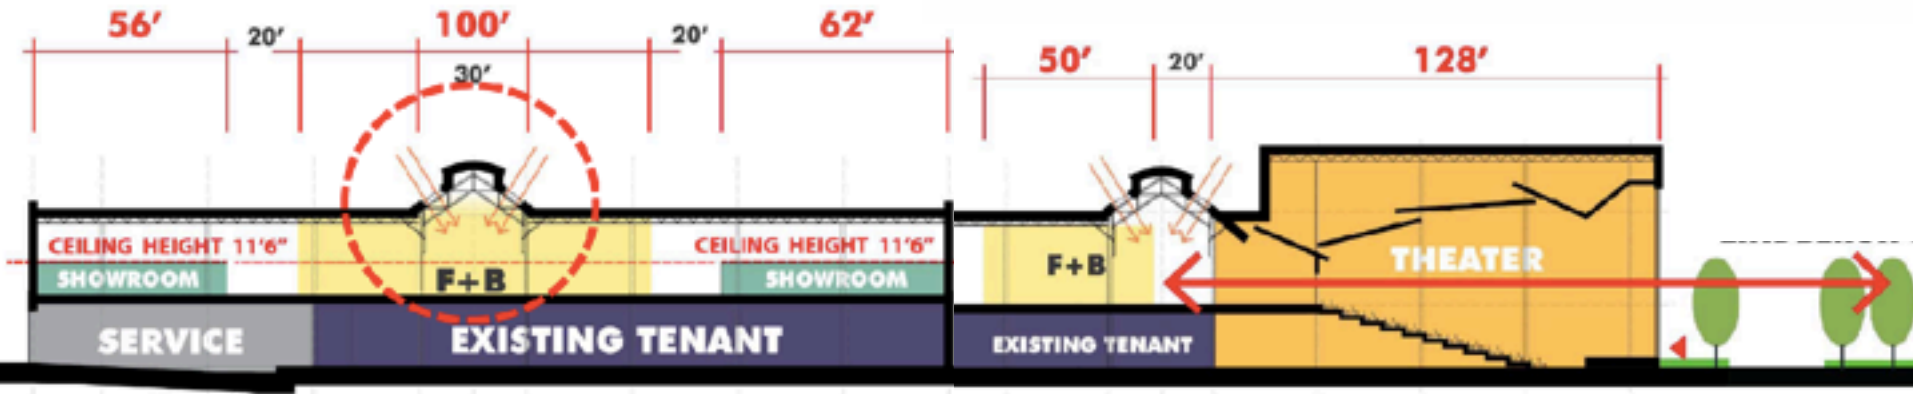 56’
20’
100’
20’
62’
30’
50’
20’
128’
CEILING HEIGHT 11’6”
CEILING HEIGHT 11’6”
SHOWROOM
F+B
SHOWROOM
F+B
THEATER
SERVICE
EXISTING TENANT
EXISTING TENANT